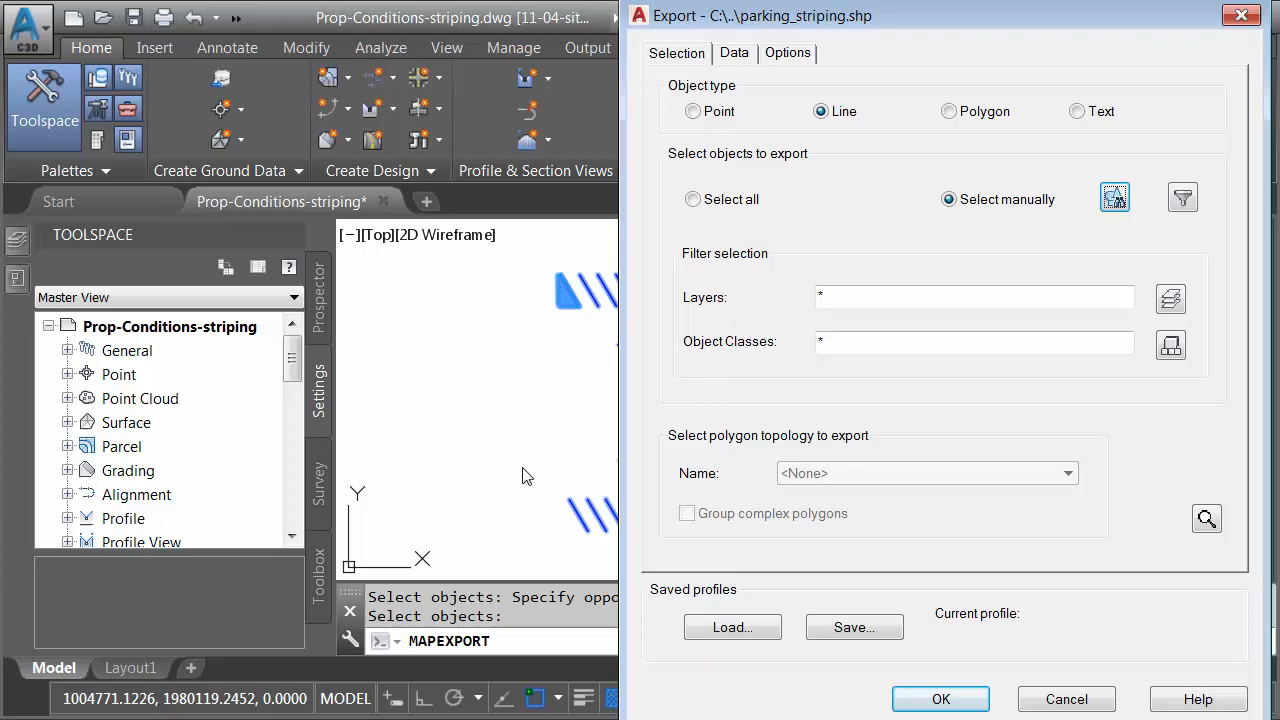 Prop-Conditions-striping.dwg [11-04-sit...
C3D
Home Insert Annotate Modify Analyze View Manage Output
Toolspace
Palettes Create Ground Data Create Design Profile & Section Views
Start Prop-Conditions-striping*
TOOLSPACE
Master View
Prop-Conditions-striping
General
Point
Point Cloud
Surface
Parcel
Grading
Alignment
Profile
Profile View
Prospector
Settings
Survey
Toolbox
[−][Top][2D Wireframe]
Y
X
Select objects: Specify oppo
Select objects:
MAPEXPORT
Model Layout1
1004771.1226, 1980119.2452, 0.0000 MODEL
Export - C:\..\parking_striping.shp
Selection Data Options
Object type
Point Line Polygon Text
Select objects to export
Select all Select manually
Filter selection
Layers: *
Object Classes: *
Select polygon topology to export
Name: <None>
Group complex polygons
Saved profiles
Load... Save... Current profile:
OK Cancel Help